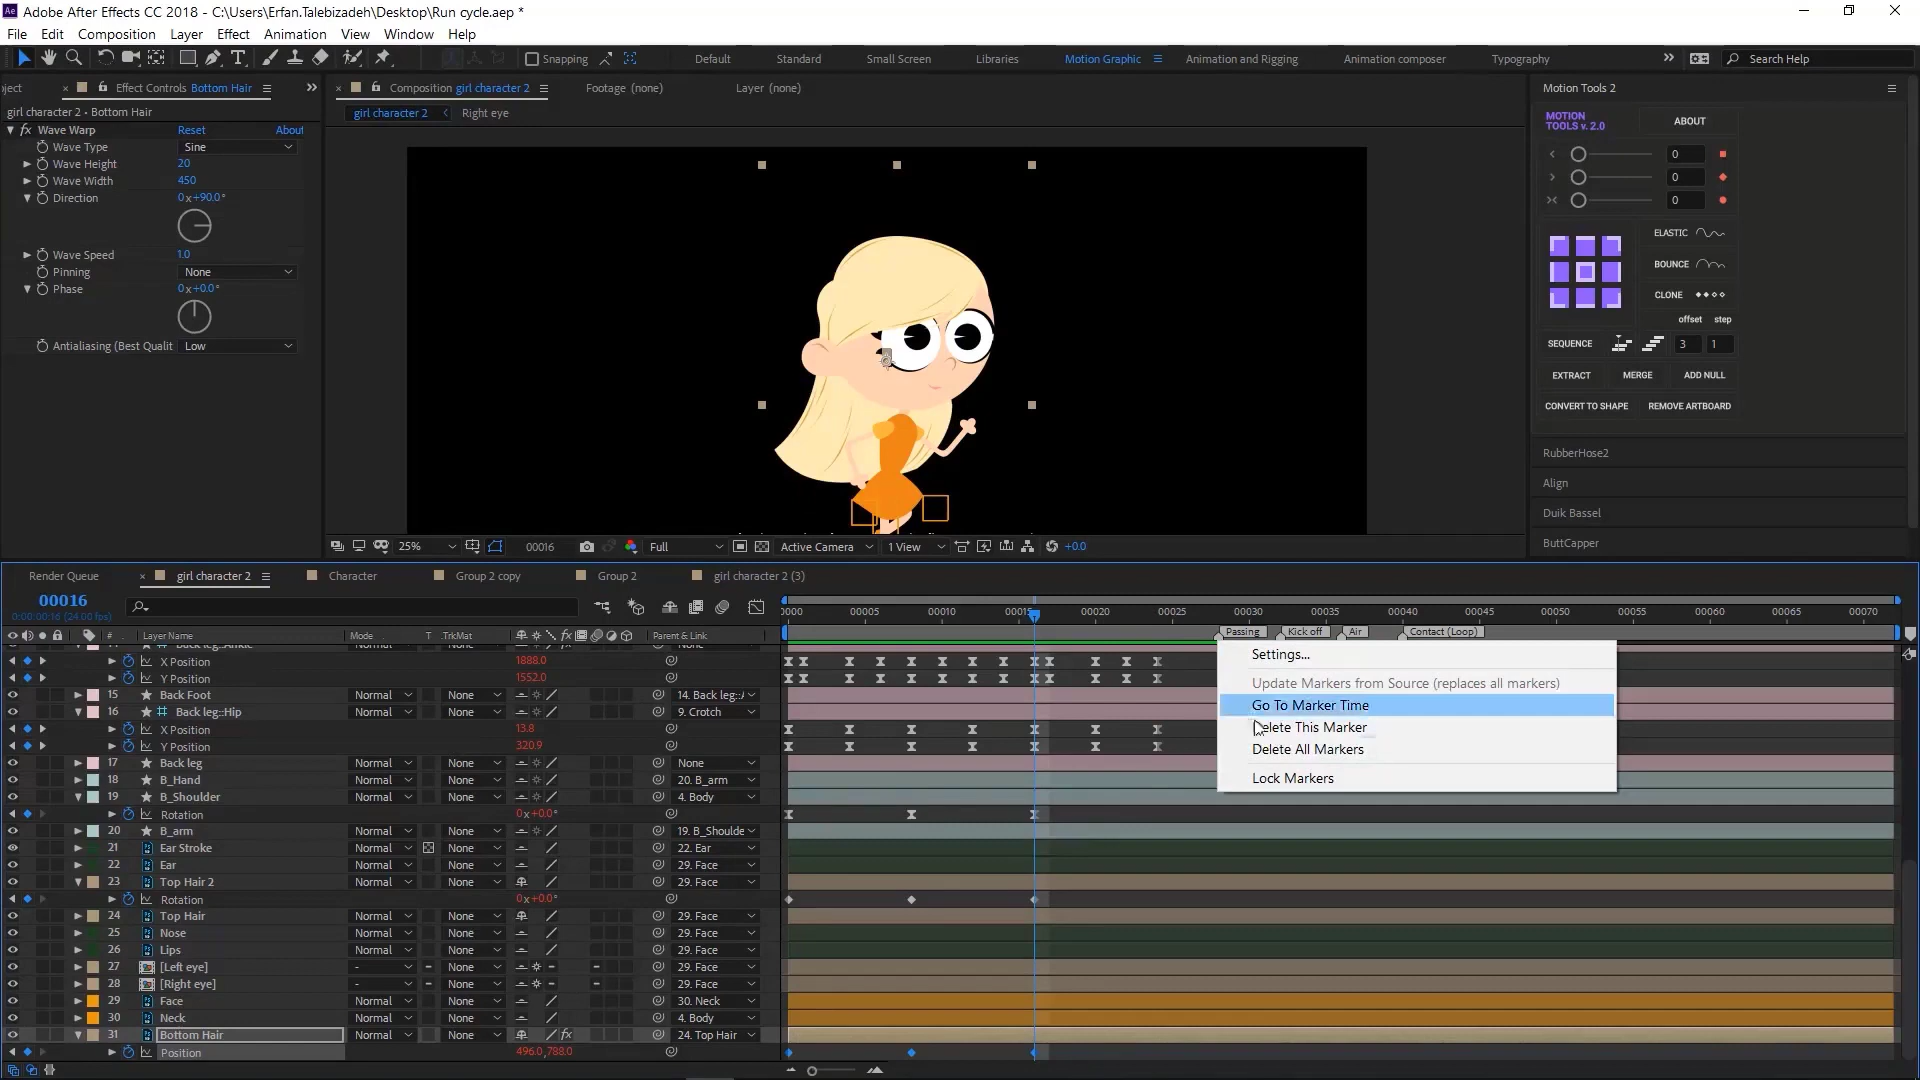 Adobe After Effects CC 2018 - C:\Users\Erfan.Talebizadeh\Desktop\Run cycle.aep *
File Edit Composition Layer Effect Animation View Window Help
Snapping
Default Standard Small Screen Libraries Motion Graphic Animation and Rigging Animation composer Typography Search Help
ject Effect Controls Bottom Hair
Composition girl character 2 Footage (none) Layer (none)
Motion Tools 2
girl character 2 • Bottom Hair
girl character 2 Right eye
fx Wave Warp Reset About
Wave Type Sine
Wave Height 20
Wave Width 450
Direction 0x+90.0°
Wave Speed 1.0
Pinning None
Phase 0x+0.0°
Antialiasing (Best Qualit Low
MOTION TOOLS v. 2.0 ABOUT
0
0
0
ELASTIC
BOUNCE
CLONE
offset step
SEQUENCE 3 1
EXTRACT MERGE ADD NULL
CONVERT TO SHAPE REMOVE ARTBOARD
RubberHose2
Align
Duik Bassel
ButtCapper
25% 00016 Full Active Camera 1 View +0.0
Render Queue girl character 2 Character Group 2 copy Group 2 girl character 2 (3)
00016
0:00:00:16 (24.00 fps)
0000 00005 00010 00015 00020 00025 00030 00035 00040 00045 00050 00055 00060 00065 00070
# Layer Name Mode T .TrkMat fx Parent & Link
Passing Kick off Air Contact (Loop)
X Position 1888.0
Y Position 1552.0
15 Back Foot Normal None
16 Back leg::Hip Normal None 9. Crotch
X Position 13.8
Y Position 320.9
17 Back leg Normal None None
18 B_Hand Normal None 20. B_arm
19 B_Shoulder Normal None 4. Body
Rotation 0x+0.0°
20 B_arm Normal None 19. B_Shoulde
21 Ear Stroke Normal None 22. Ear
22 Ear Normal None 29. Face
23 Top Hair 2 Normal None 29. Face
Rotation 0x+0.0°
24 Top Hair Normal None 29. Face
25 Nose Normal None 29. Face
26 Lips Normal None 29. Face
27 [Left eye] - None 29. Face
28 [Right eye] - None 29. Face
29 Face Normal None 30. Neck
30 Neck Normal None 4. Body
31 Bottom Hair Normal None fx 24. Top Hair
Position 496.0,788.0
Settings...
Update Markers from Source (replaces all markers)
Go To Marker Time
Delete This Marker
Delete All Markers
Lock Markers